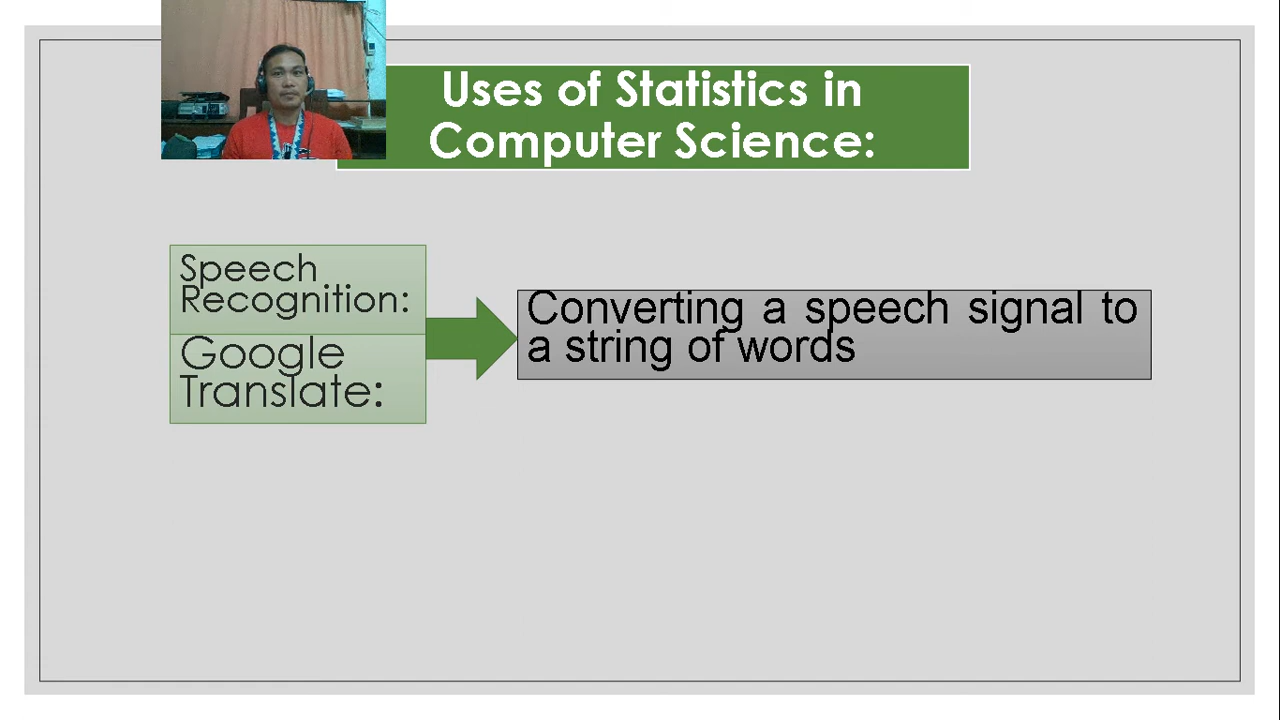 Uses of Statistics in
Computer Science:
Speech
Recognition:
Google
Translate:
Converting a speech signal to
a string of words